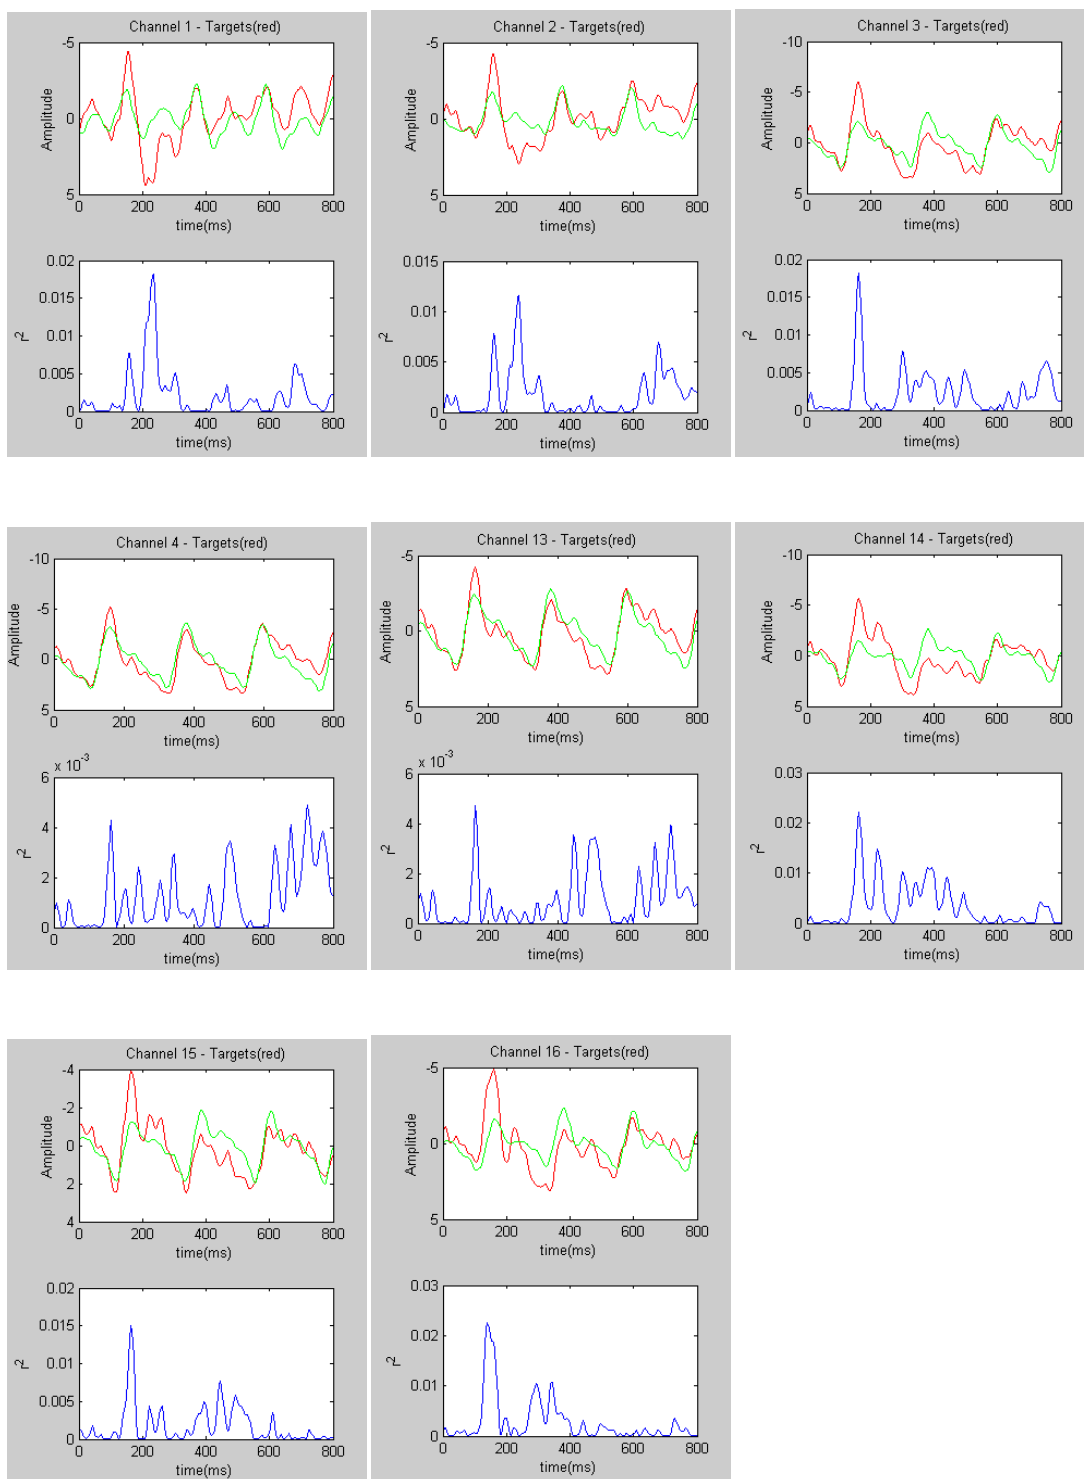 Channel 1 - Targets(red)
-5
0
5
Amplitude
0 200 400 600 800
time(ms)
0.02
0.015
0.01
0.005
0
r²
0 200 400 600 800
time(ms)
Channel 2 - Targets(red)
-5
0
5
Amplitude
0 200 400 600 800
time(ms)
0.015
0.01
0.005
0
r²
0 200 400 600 800
time(ms)
Channel 3 - Targets(red)
-10
-5
0
5
Amplitude
0 200 400 600 800
time(ms)
0.02
0.015
0.01
0.005
0
r²
0 200 400 600 800
time(ms)
Channel 4 - Targets(red)
-10
-5
0
5
Amplitude
0 200 400 600 800
time(ms)
x 10⁻³
6
4
2
0
r²
0 200 400 600 800
time(ms)
Channel 13 - Targets(red)
-5
0
5
Amplitude
0 200 400 600 800
time(ms)
x 10⁻³
6
4
2
0
r²
0 200 400 600 800
time(ms)
Channel 14 - Targets(red)
-10
-5
0
5
Amplitude
0 200 400 600 800
time(ms)
0.03
0.02
0.01
0
r²
0 200 400 600 800
time(ms)
Channel 15 - Targets(red)
-4
-2
0
2
4
Amplitude
0 200 400 600 800
time(ms)
0.02
0.015
0.01
0.005
0
r²
0 200 400 600 800
time(ms)
Channel 16 - Targets(red)
-5
0
5
Amplitude
0 200 400 600 800
time(ms)
0.03
0.02
0.01
0
r²
0 200 400 600 800
time(ms)